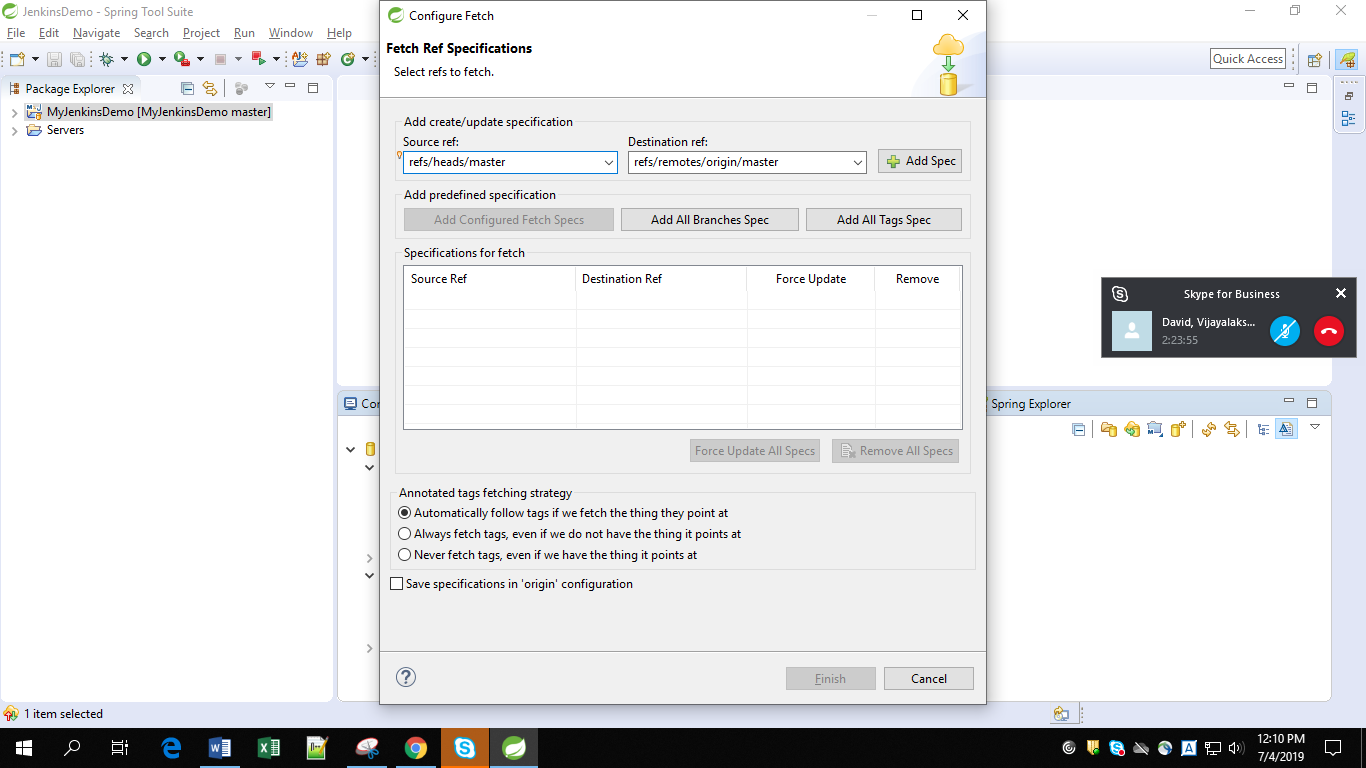 JenkinsDemo - Spring Tool Suite
File Edit Navigate Search Project Run Window Help
Quick Access
Package Explorer
MyJenkinsDemo [MyJenkinsDemo master]
Servers
Configure Fetch
Fetch Ref Specifications
Select refs to fetch.
Add create/update specification
Source ref: Destination ref:
refs/heads/master refs/remotes/origin/master Add Spec
Add predefined specification
Add Configured Fetch Specs Add All Branches Spec Add All Tags Spec
Specifications for fetch
Source Ref Destination Ref Force Update Remove
Force Update All Specs Remove All Specs
Annotated tags fetching strategy
Automatically follow tags if we fetch the thing they point at
Always fetch tags, even if we do not have the thing it points at
Never fetch tags, even if we have the thing it points at
Save specifications in 'origin' configuration
Finish Cancel
Skype for Business
David, Vijayalaks...
2:23:55
Co
Spring Explorer
1 item selected
12:10 PM
7/4/2019